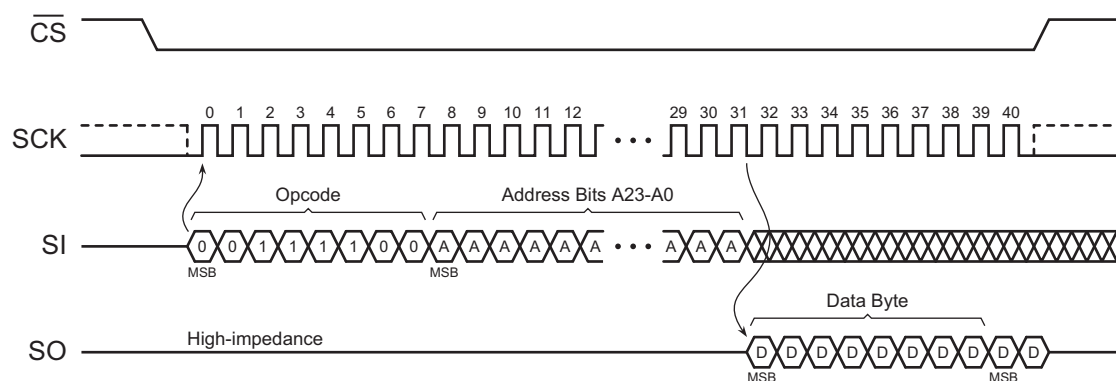 CS
0 1 2 3 4 5 6 7 8 9 10 11 12 29 30 31 32 33 34 35 36 37 38 39 40
SCK
Opcode Address Bits A23-A0
SI 0 0 1 1 1 1 0 0 A A A A A A • • • A A A
MSB MSB
Data Byte
High-impedance
SO D D D D D D D D D D
MSB MSB